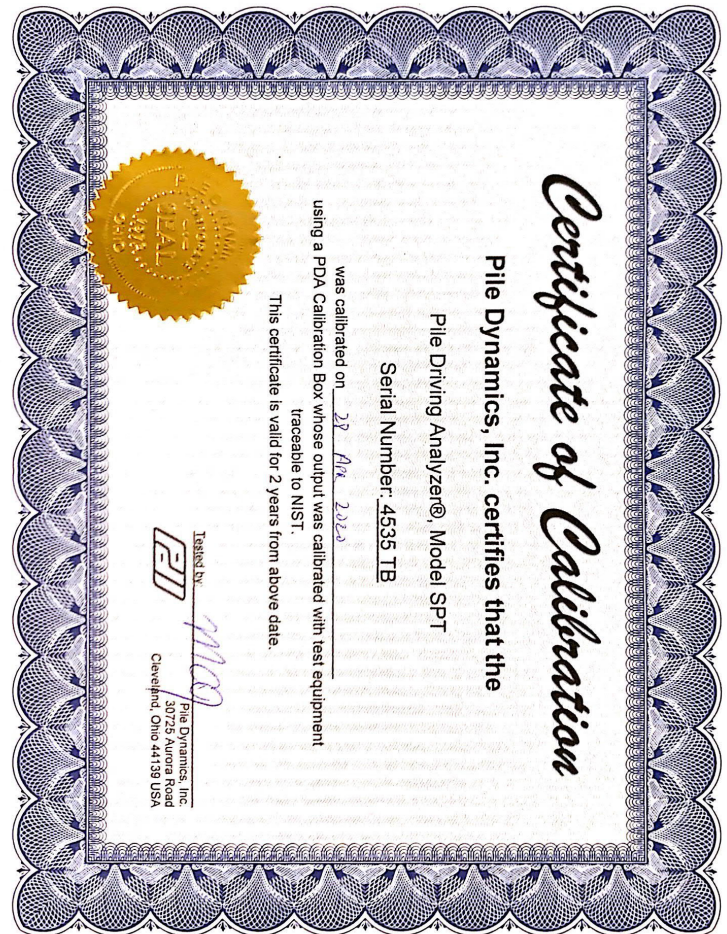 Certificate of Calibration
Pile Dynamics, Inc. certifies that the
Pile Driving Analyzer®, Model SPT
Serial Number: 4535 TB
was calibrated on 29 Apr 2020
using a PDA Calibration Box whose output was calibrated with test equipment
traceable to NIST.
This certificate is valid for 2 years from above date.
SEAL
OHIO
Tested by:
Pile Dynamics, Inc.
30725 Aurora Road
Cleveland, Ohio 44139 USA